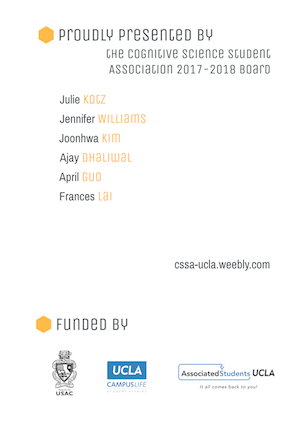 Proudly Presented by
the Cognitive Science Student
Association 2017-2018 Board
Julie Kotz
Jennifer Williams
Joonhwa Kim
Ajay Dhaliwal
April Guo
Frances Lai
cssa-ucla.weebly.com
Funded by
USAC
UCLA
CAMPUSLIFE
AssociatedStudents UCLA
It all comes back to you!